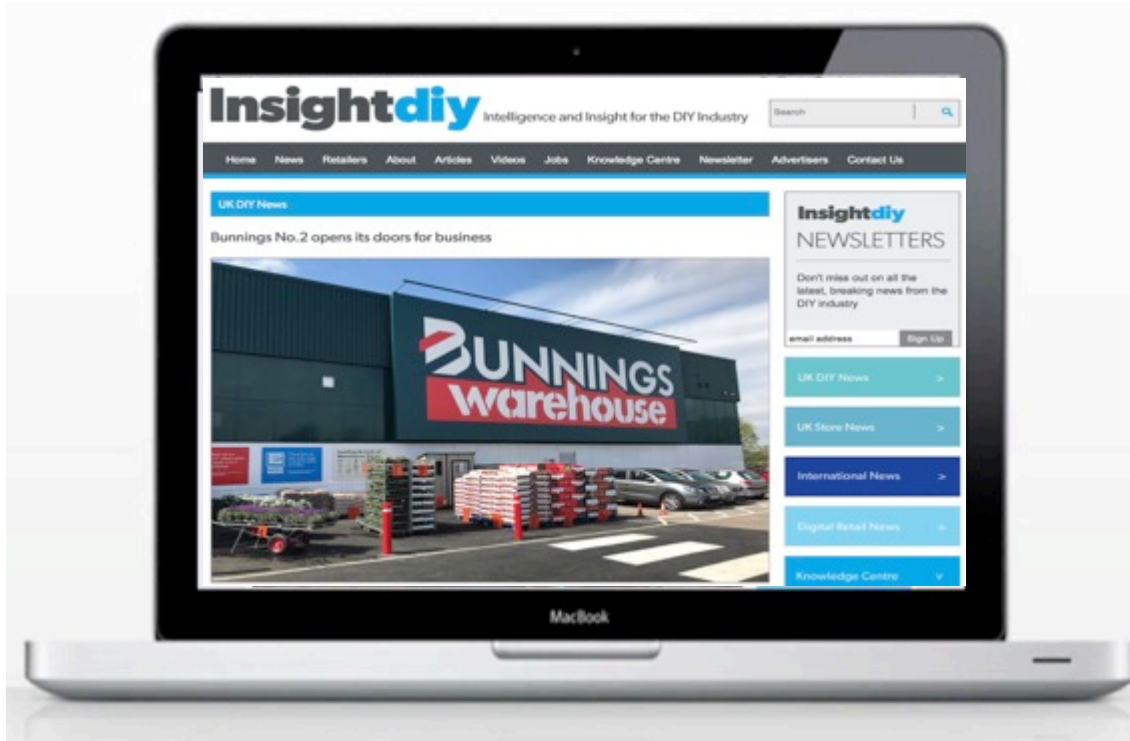 Insightdiy Intelligence and Insight for the DIY Industry
Search
Home News Retailers About Articles Videos Jobs Knowledge Centre Newsletter Advertisers Contact Us
UK DIY News
Bunnings No.2 opens its doors for business
BUNNINGS
warehouse
Insightdiy
NEWSLETTERS
Don't miss out on all the
latest, breaking news from the
DIY industry
email address Sign Up
UK DIY News >
UK Store News >
International News >
Digital Retail News >
Knowledge Centre v
MacBook